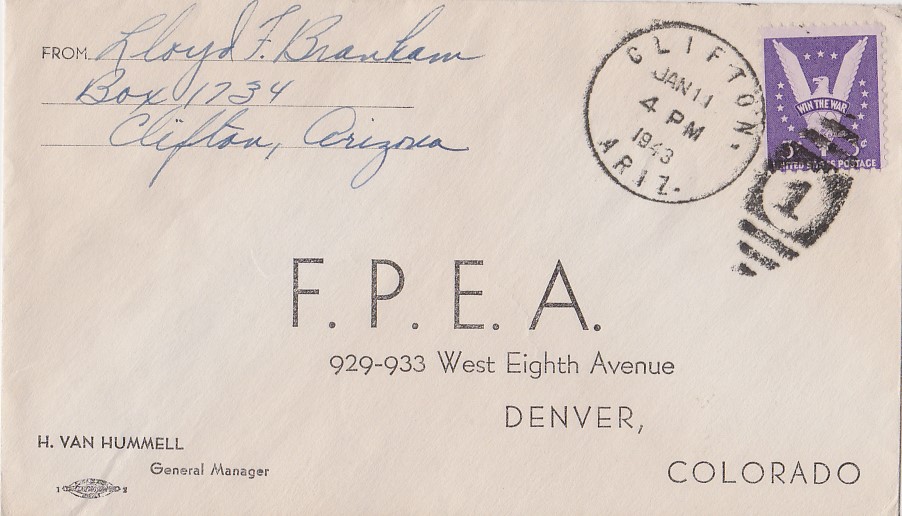 FROM Lloyd F. Branham
Box 1734
Clifton, Arizona
CLIFTON.
JAN 11
4 PM
1943
ARIZ.
WIN THE WAR
UNITED STATES POSTAGE
1
F. P. E. A.
929-933 West Eighth Avenue
DENVER,
COLORADO
H. VAN HUMMELL
General Manager